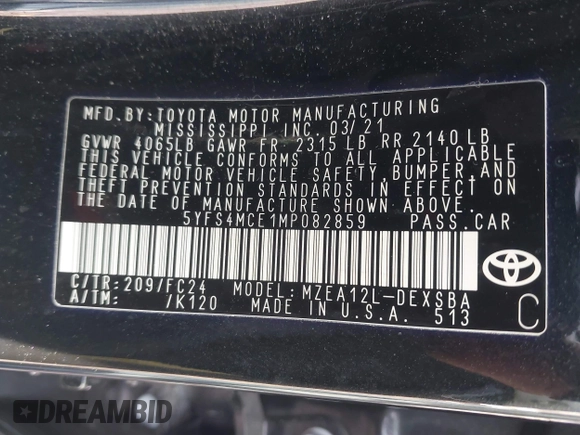 MFD. BY: TOYOTA MOTOR MANUFACTURING
MISSISSIPPI INC. 03/21
GVWR 4065LB GAWR FR 2315 LB RR 2140 LB
THIS VEHICLE CONFORMS TO ALL APPLICABLE
FEDERAL MOTOR VEHICLE SAFETY, BUMPER,AND
THEFT PREVENTION STANDARDS IN EFFECT ON
THE DATE OF MANUFACTURE SHOWN ABOVE.
5YFS4MCE1MP082859 PASS.CAR
C/TR: 209/FC24 MODEL: MZEA12L-DEXSBA
A/TM: /K120 MADE IN U.S.A. 513
C
DREAMBID